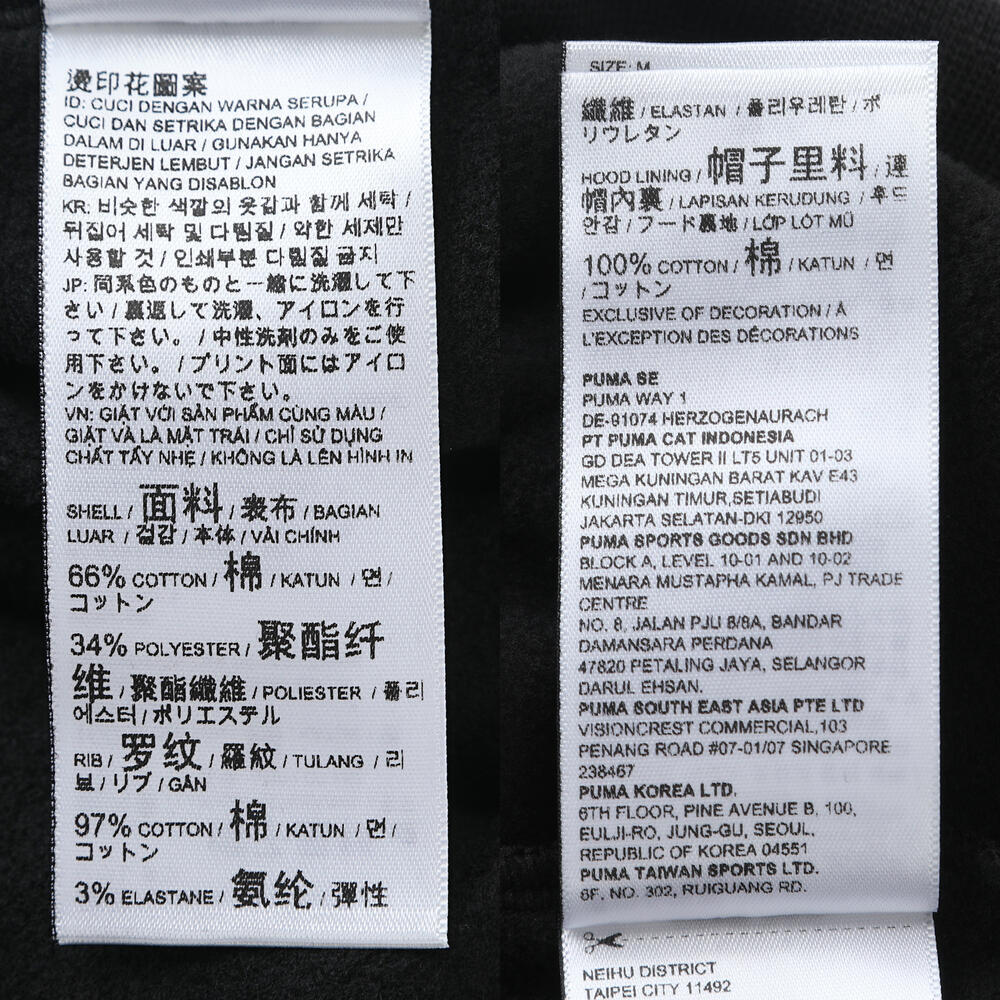 燙印花圖案
ID: CUCI DENGAN WARNA SERUPA /
CUCI DAN SETRIKA DENGAN BAGIAN
DALAM DI LUAR / GUNAKAN HANYA
DETERJEN LEMBUT / JANGAN SETRIKA
BAGIAN YANG DISABLON
KR: 비슷한 색깔의 옷감과 함께 세탁 /
뒤집어 세탁 및 다림질 / 약한 세제만
사용할 것 / 인쇄부분 다림질 금지
JP: 同系色のものと一緒に洗濯して下
さい / 裏返して洗濯、アイロンを行
って下さい。 / 中性洗剤のみをご使
用下さい。 / プリント面にはアイロ
ンをかけないで下さい。
VN: GIẶT VỚI SẢN PHẨM CÙNG MÀU /
GIẶT VÀ LÀ MẶT TRÁI / CHỈ SỬ DỤNG
CHẤT TẨY NHẸ / KHÔNG LÀ LÊN HÌNH IN
SHELL / 面料 / 表布 / BAGIAN
LUAR / 겉감 / 本体 / VẢI CHÍNH
66% COTTON / 棉 / KATUN / 면 /
コットン
34% POLYESTER / 聚酯纤
维 / 聚酯纖維 / POLIESTER / 폴리
에스터 / ポリエステル
RIB / 罗纹 / 羅紋 / TULANG / 리
브 / リブ / GÂN
97% COTTON / 棉 / KATUN / 면 /
コットン
3% ELASTANE / 氨纶 / 彈性
SIZE: M
纖維 / ELASTAN / 폴리우레탄 / ポ
リウレタン
HOOD LINING / 帽子里料 / 連
帽內裏 / LAPISAN KERUDUNG / 후드
안감 / フード裏地 / LỚP LÓT MŨ
100% COTTON / 棉 / KATUN / 면
/ コットン
EXCLUSIVE OF DECORATION / À
L'EXCEPTION DES DÉCORATIONS
PUMA SE
PUMA WAY 1
DE-91074 HERZOGENAURACH
PT PUMA CAT INDONESIA
GD DEA TOWER II LT5 UNIT 01-03
MEGA KUNINGAN BARAT KAV E43
KUNINGAN TIMUR,SETIABUDI
JAKARTA SELATAN-DKI 12950
PUMA SPORTS GOODS SDN BHD
BLOCK A, LEVEL 10-01 AND 10-02
MENARA MUSTAPHA KAMAL, PJ TRADE
CENTRE
NO. 8, JALAN PJU 8/8A, BANDAR
DAMANSARA PERDANA
47820 PETALING JAYA, SELANGOR
DARUL EHSAN.
PUMA SOUTH EAST ASIA PTE LTD
VISIONCREST COMMERCIAL,103
PENANG ROAD #07-01/07 SINGAPORE
238467
PUMA KOREA LTD.
6TH FLOOR, PINE AVENUE B, 100,
EULJI-RO, JUNG-GU, SEOUL,
REPUBLIC OF KOREA 04551
PUMA TAIWAN SPORTS LTD.
8F, NO. 302, RUIGUANG RD.
NEIHU DISTRICT
TAIPEI CITY 11492